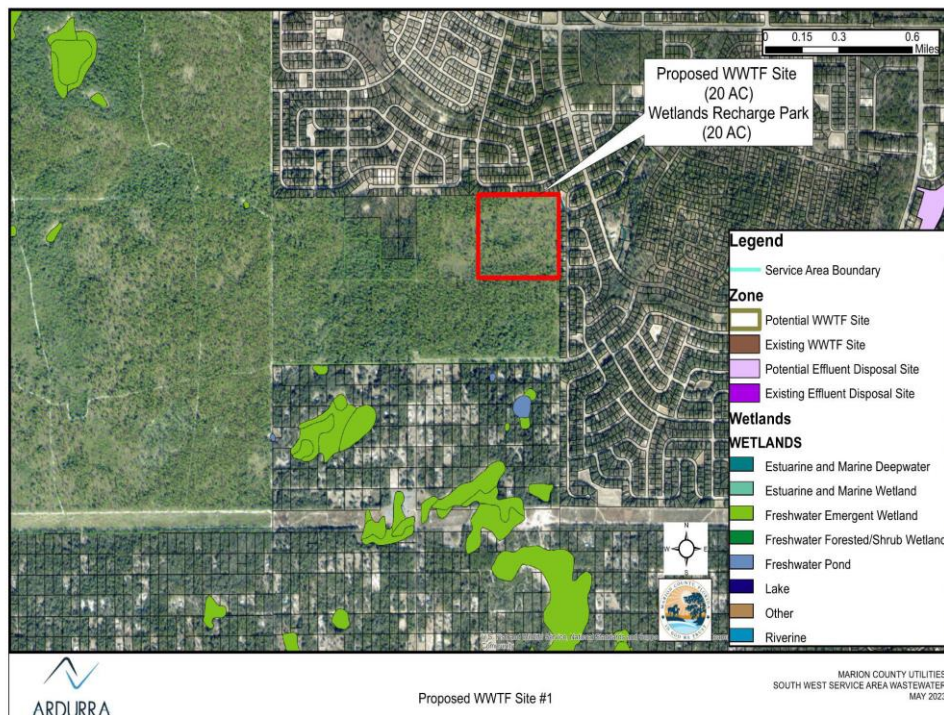 0 0.15 0.3 0.6
Miles
Proposed WWTF Site
(20 AC)
Wetlands Recharge Park
(20 AC)
Legend
Service Area Boundary
Zone
Potential WWTF Site
Existing WWTF Site
Potential Effluent Disposal Site
Existing Effluent Disposal Site
Wetlands
WETLANDS
Estuarine and Marine Deepwater
Estuarine and Marine Wetland
Freshwater Emergent Wetland
Freshwater Forested/Shrub Wetland
Freshwater Pond
Lake
Other
Riverine
N
W E
S
ARDURRA
Proposed WWTF Site #1
MARION COUNTY UTILITIES
SOUTH WEST SERVICE AREA WASTEWATER
MAY 2023